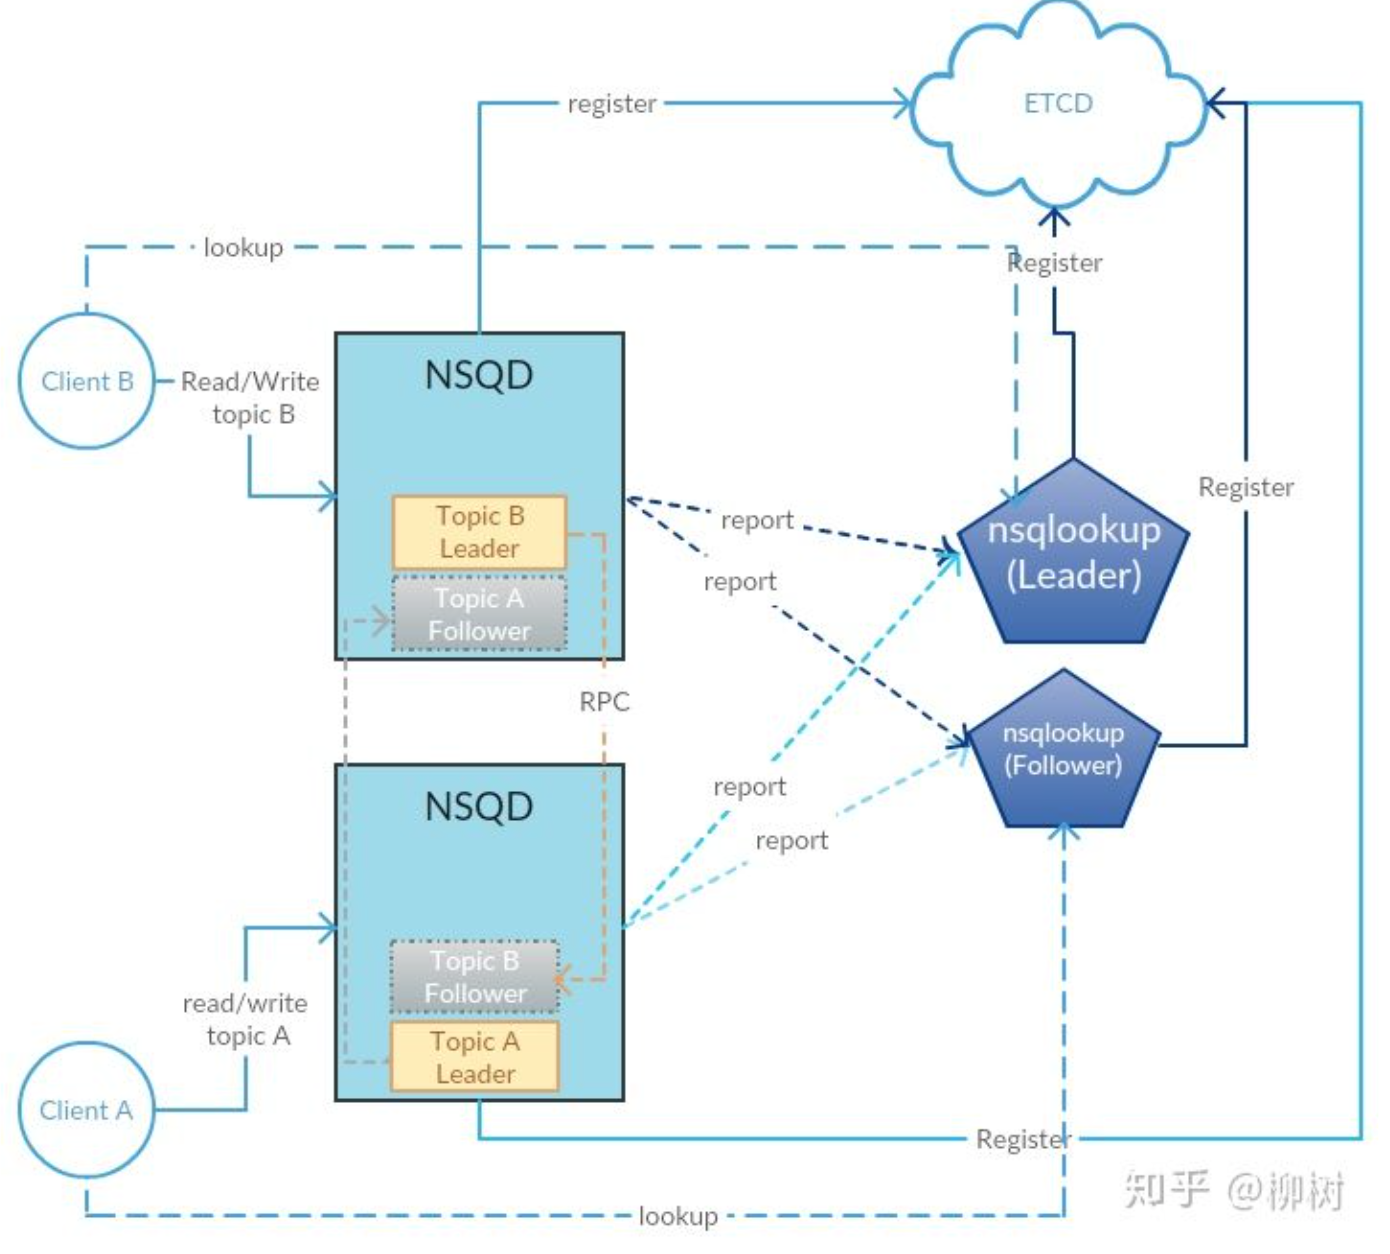 ETCD
register
lookup
Register
Client B
Read/Write
topic B
NSQD
Topic B
Leader
Topic A
Follower
report
report
nsqlookup
(Leader)
Register
RPC
nsqlookup
(Follower)
NSQD
report
report
Topic B
Follower
Topic A
Leader
read/write
topic A
Client A
Register
lookup
知乎 @柳树